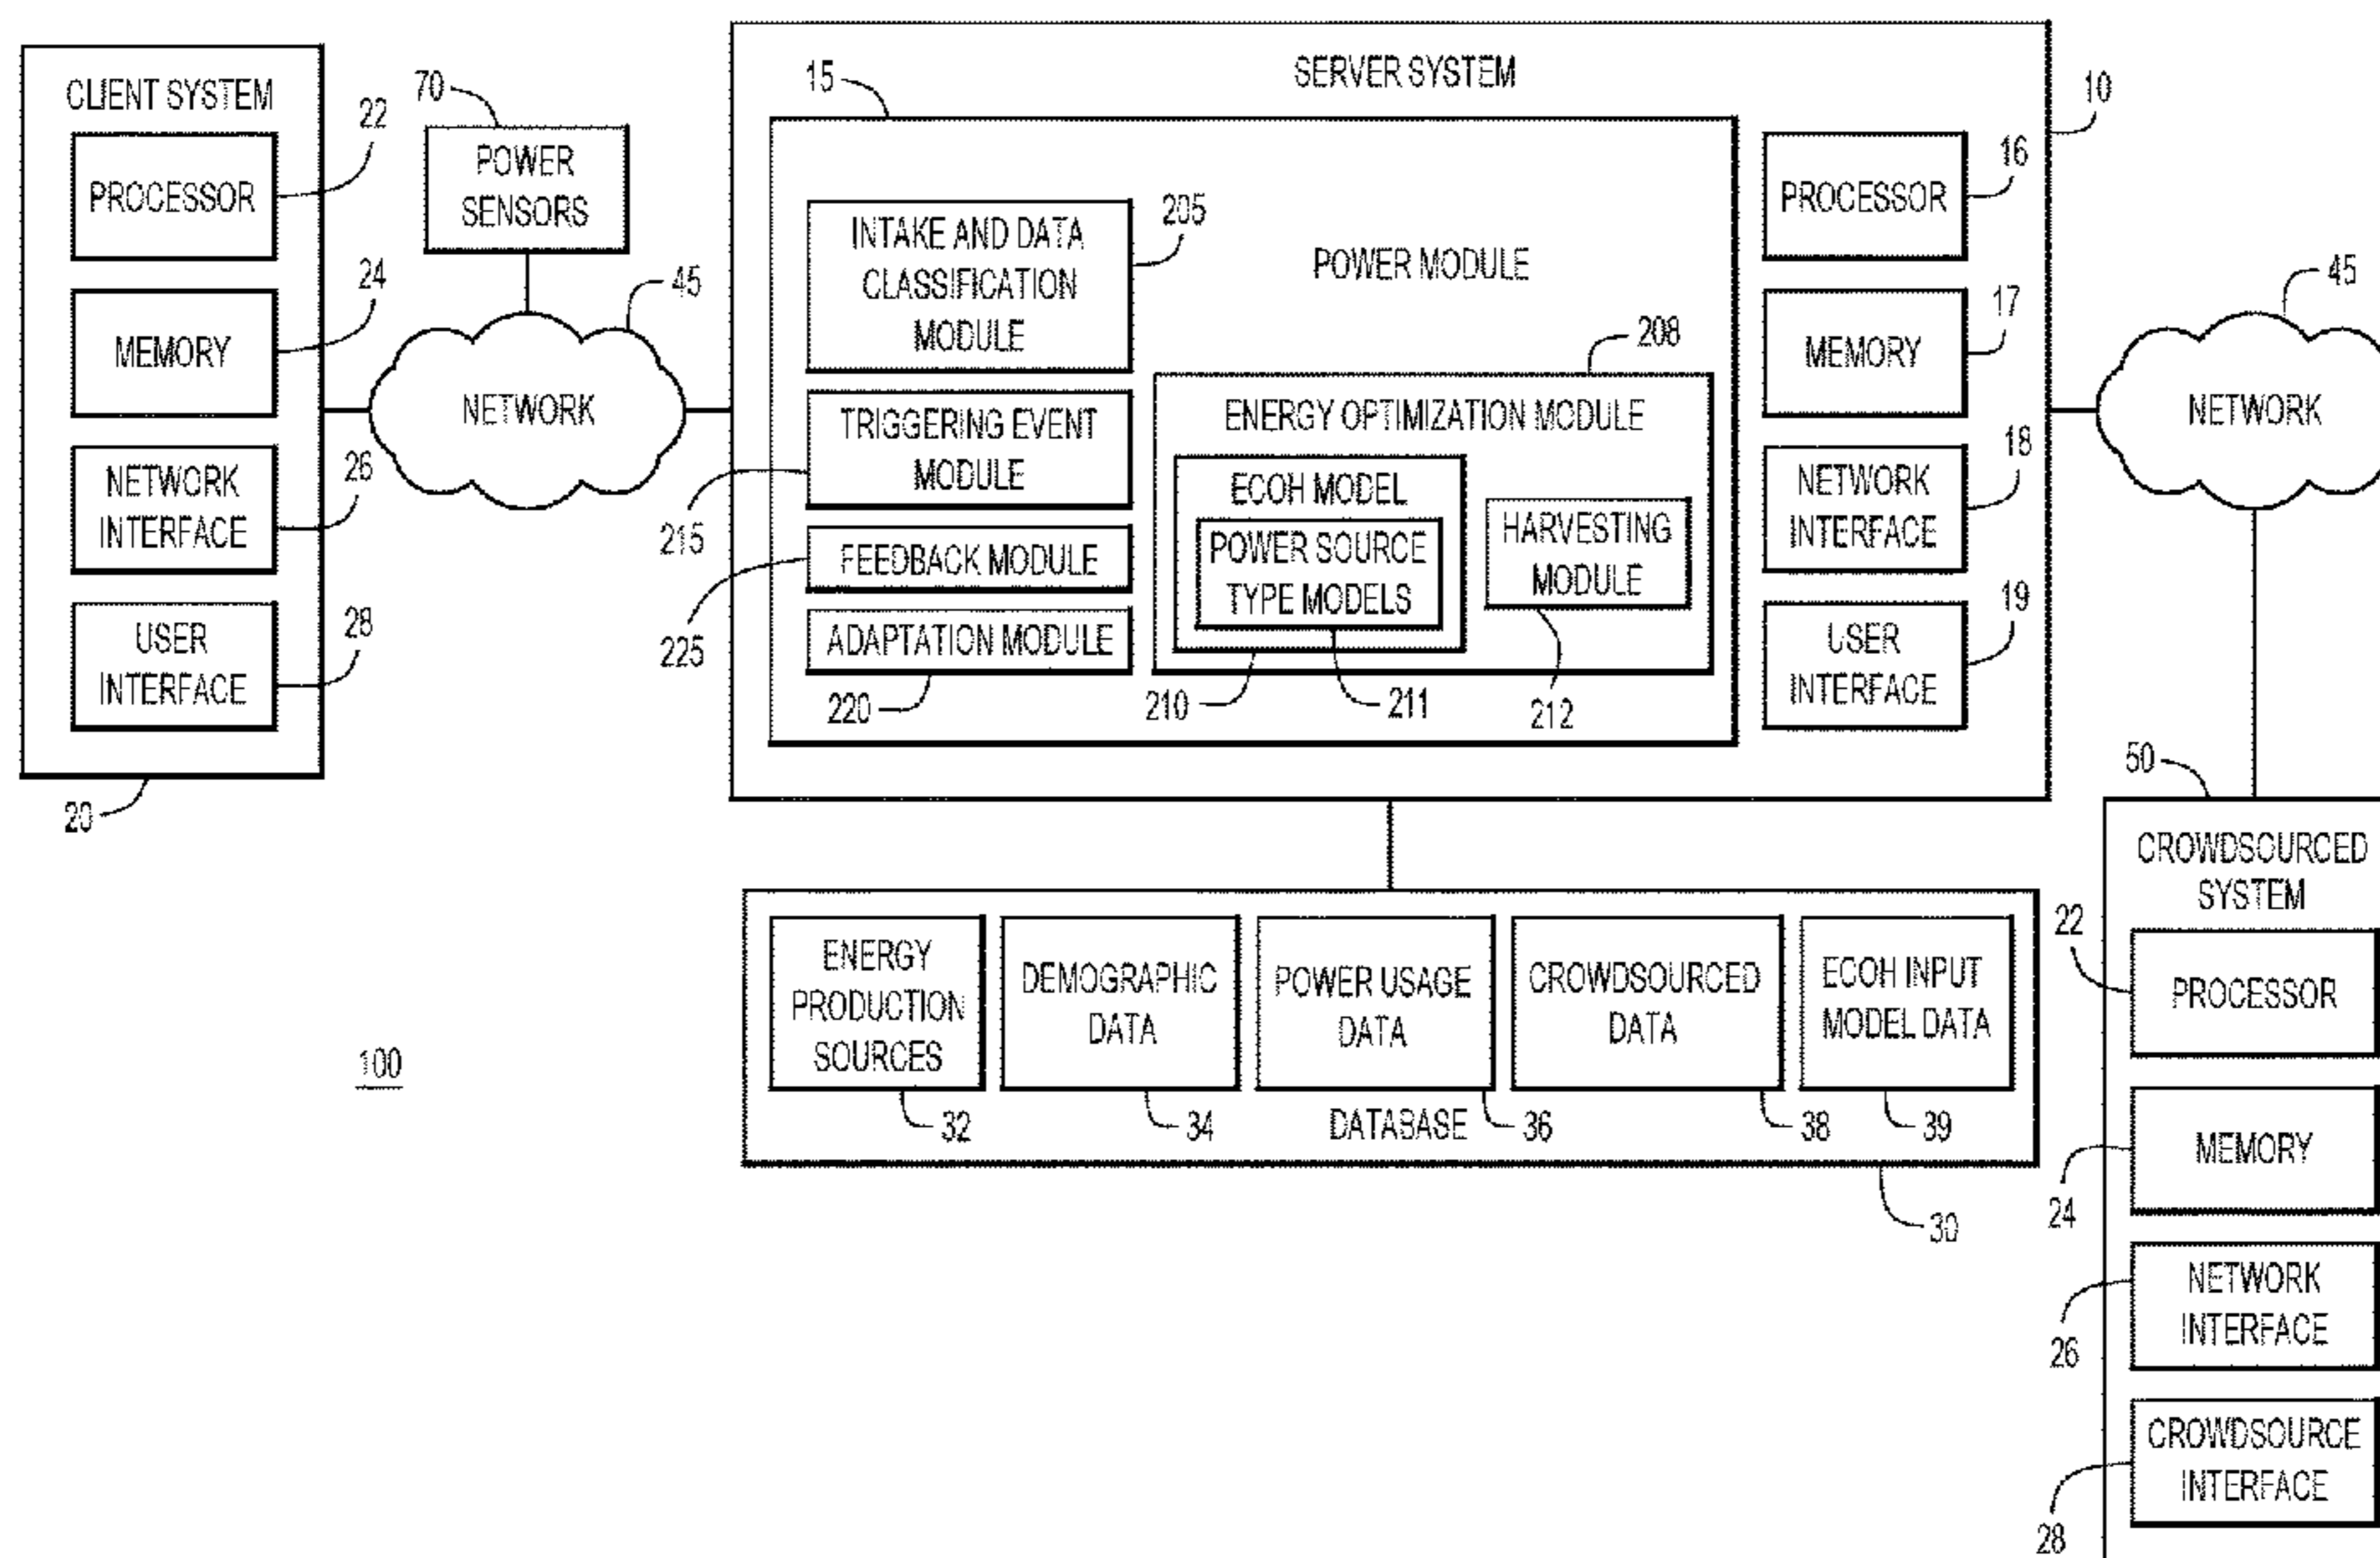 CLIENT SYSTEM
22
PROCESSOR
24
MEMORY
26
NETWORK
INTERFACE
28
USER
INTERFACE
20
70
POWER
SENSORS
45
NETWORK
SERVER SYSTEM
10
15
POWER MODULE
INTAKE AND DATA
CLASSIFICATION
MODULE
205
TRIGGERING EVENT
MODULE
215
FEEDBACK MODULE
225
ADAPTATION MODULE
220
208
ENERGY OPTIMIZATION MODULE
ECOH MODEL
POWER SOURCE
TYPE MODELS
HARVESTING
MODULE
210
211
212
16
PROCESSOR
17
MEMORY
18
NETWORK
INTERFACE
19
USER
INTERFACE
45
NETWORK
50
CROWDSOURCED
SYSTEM
22
PROCESSOR
24
MEMORY
26
NETWORK
INTERFACE
28
CROWDSOURCE
INTERFACE
ENERGY
PRODUCTION
SOURCES
32
DEMOGRAPHIC
DATA
34
POWER USAGE
DATA
36
CROWDSOURCED
DATA
38
ECOH INPUT
MODEL DATA
39
DATABASE
30
100